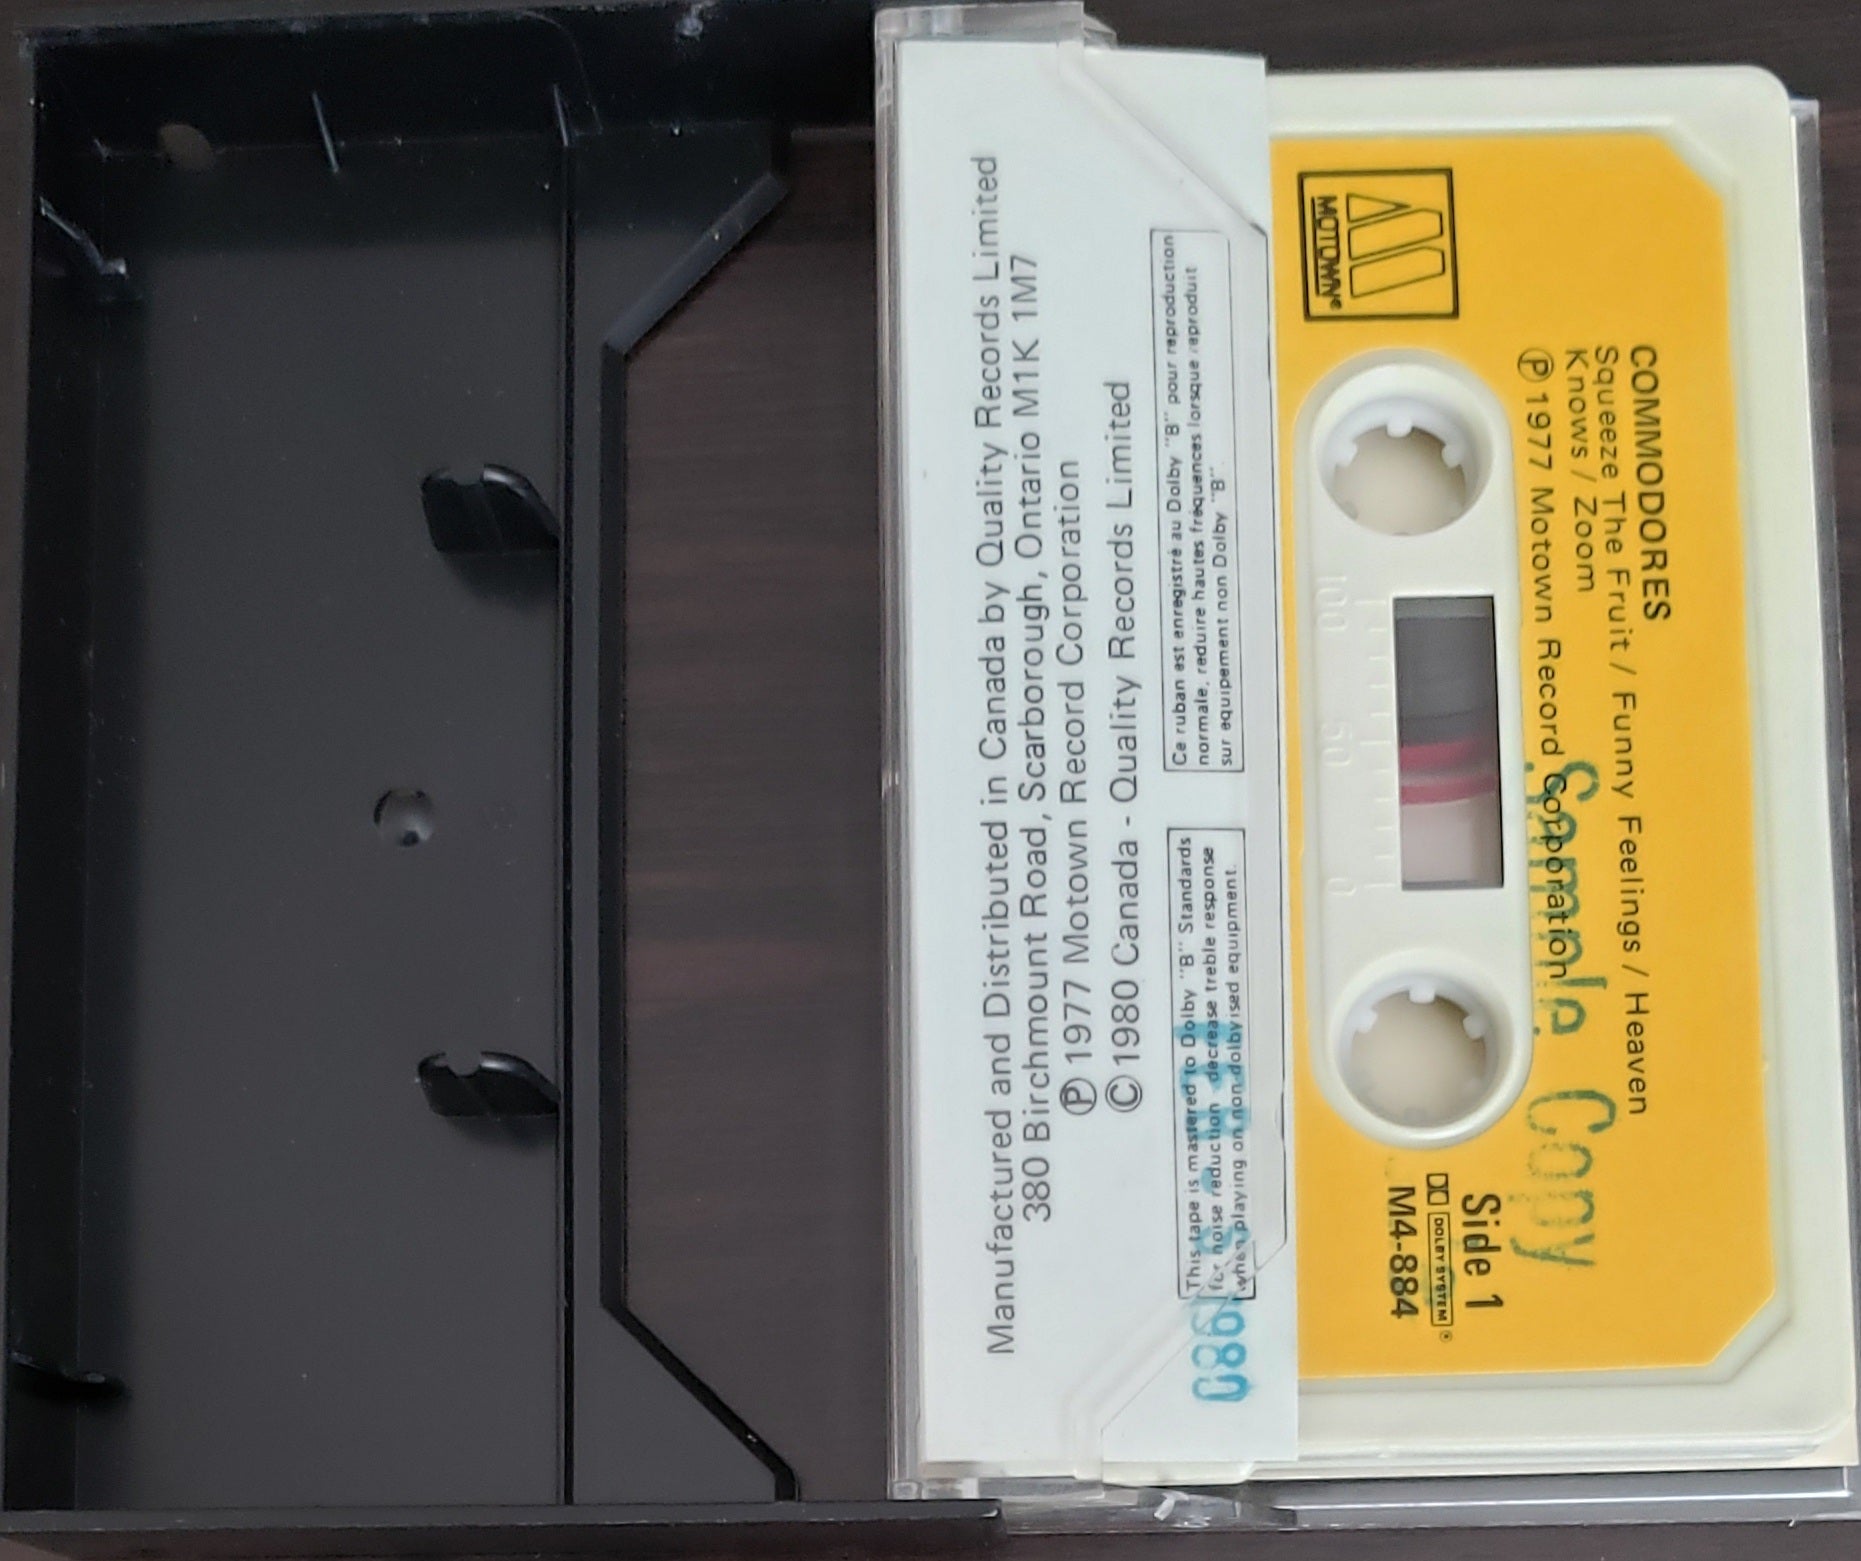 Manufactured and Distributed in Canada by Quality Records Limited
380 Birchmount Road, Scarborough, Ontario M1K 1M7
Ⓟ 1977 Motown Record Corporation
© 1980 Canada - Quality Records Limited
Ce ruban est enregistré au Dolby "B" pour reproduction
normale, reduire hautes fréquences lorsque reproduit
sur equipement non Dolby "B".
This tape is mastered to Dolby "B" Standards
for noise reduction decrease treble response
when playing on non-dolbyised equipment.
MOTOWN®
COMMODORES
Squeeze The Fruit / Funny Feelings / Heaven
Knows / Zoom
Ⓟ 1977 Motown Record Corporation
Sample Copy
Side 1
DOLBY SYSTEM®
M4-884
100 50 0